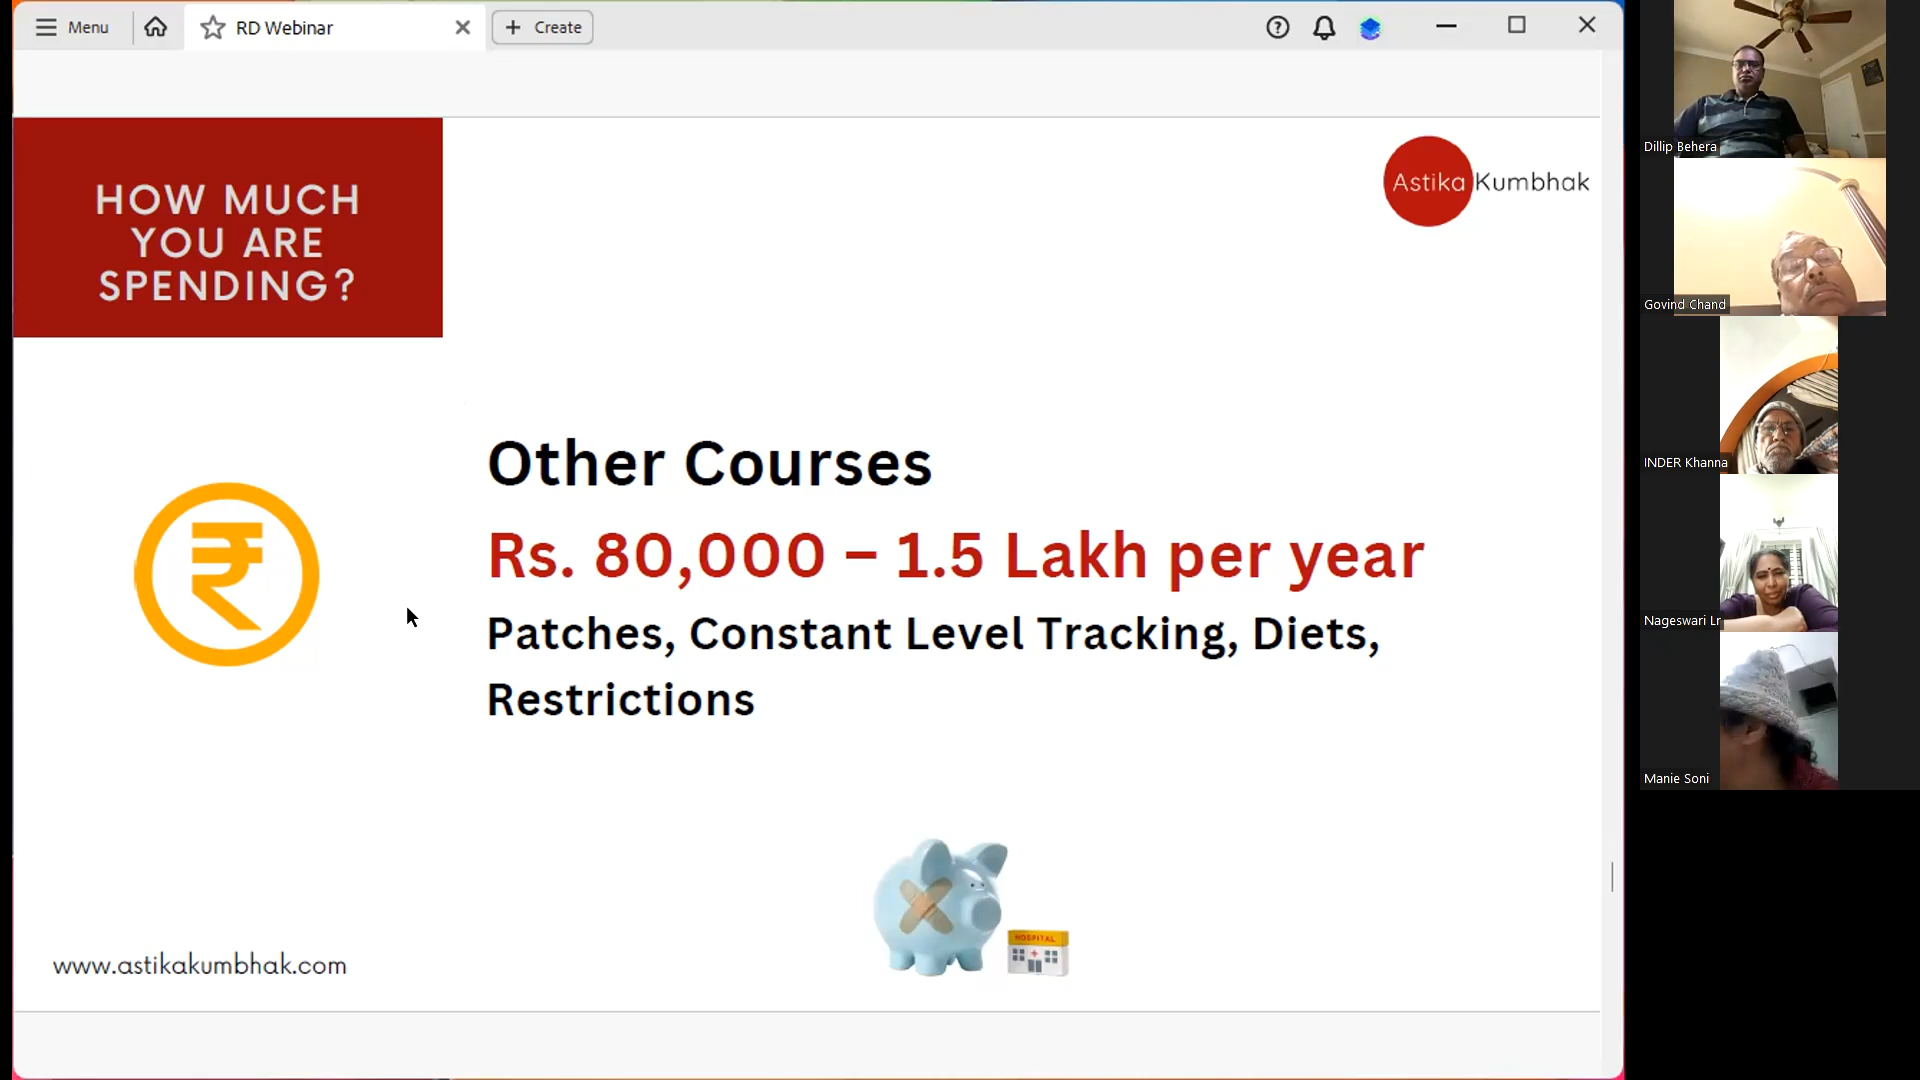 Menu
RD Webinar
+ Create
HOW MUCH
YOU ARE
SPENDING?
Astika Kumbhak
Other Courses
Rs. 80,000 – 1.5 Lakh per year
Patches, Constant Level Tracking, Diets,
Restrictions
₹
HOSPITAL
www.astikakumbhak.com
Dillip Behera
Govind Chand
INDER Khanna
Nageswari Lr
Manie Soni